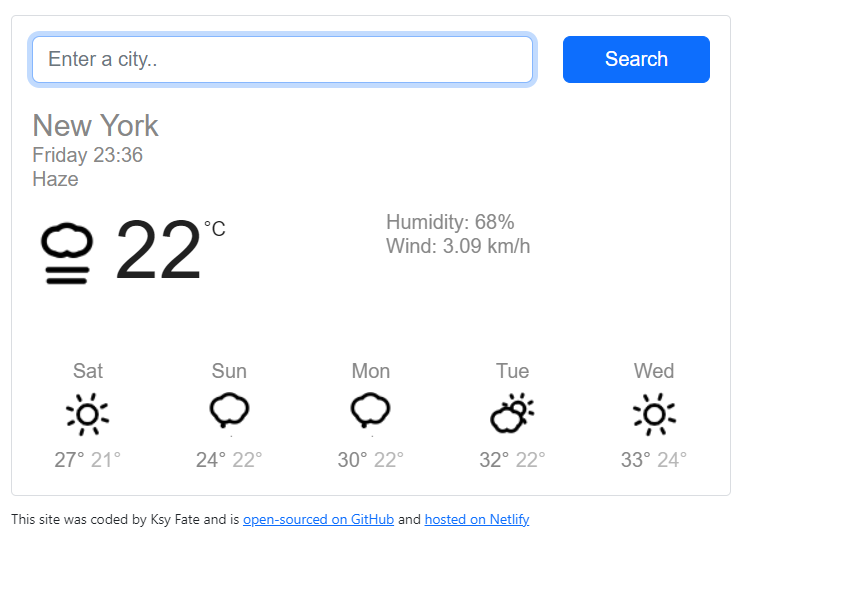 Enter a city..
Search
New York
Friday 23:36
Haze
22°C
Humidity: 68%
Wind: 3.09 km/h
Sat Sun Mon Tue Wed
27° 21° 24° 22° 30° 22° 32° 22° 33° 24°
This site was coded by Ksy Fate and is open-sourced on GitHub and hosted on Netlify